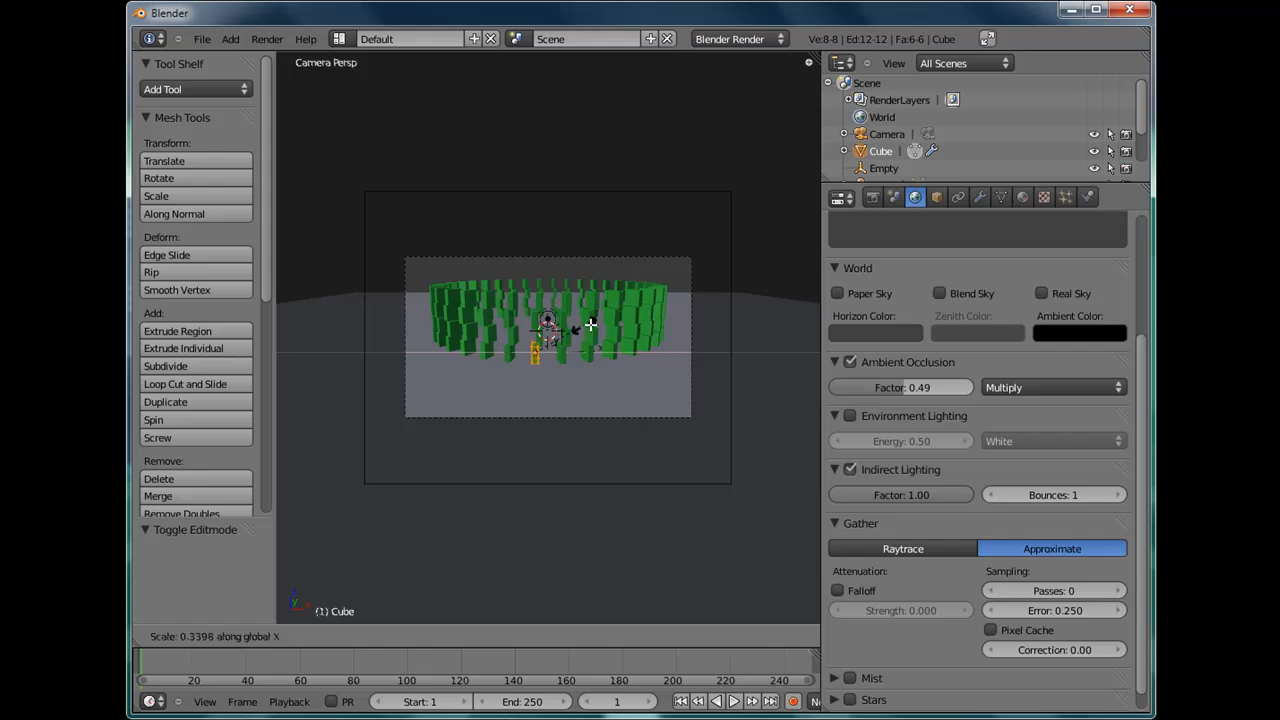 Blender
File Add Render Help Default Scene Blender Render Ve:8-8 | Ed:12-12 | Fa:6-6 | Cube
Tool Shelf
Add Tool
Mesh Tools
Transform:
Translate
Rotate
Scale
Along Normal
Deform:
Edge Slide
Rip
Smooth Vertex
Add:
Extrude Region
Extrude Individual
Subdivide
Loop Cut and Slide
Duplicate
Spin
Screw
Remove:
Delete
Merge
Remove Doubles
Toggle Editmode
Camera Persp
(1) Cube
Scale: 0.3398 along global X
20 40 60 80 100 120 140 160 180 200 220 240
View Frame Playback PR Start: 1 End: 250 1
View All Scenes
Scene
RenderLayers
World
Camera
Cube
Empty
World
Paper Sky Blend Sky Real Sky
Horizon Color: Zenith Color: Ambient Color:
Ambient Occlusion
Factor: 0.49 Multiply
Environment Lighting
Energy: 0.50 White
Indirect Lighting
Factor: 1.00 Bounces: 1
Gather
Raytrace Approximate
Attenuation: Sampling:
Falloff Passes: 0
Strength: 0.000 Error: 0.250
Pixel Cache
Correction: 0.00
Mist
Stars